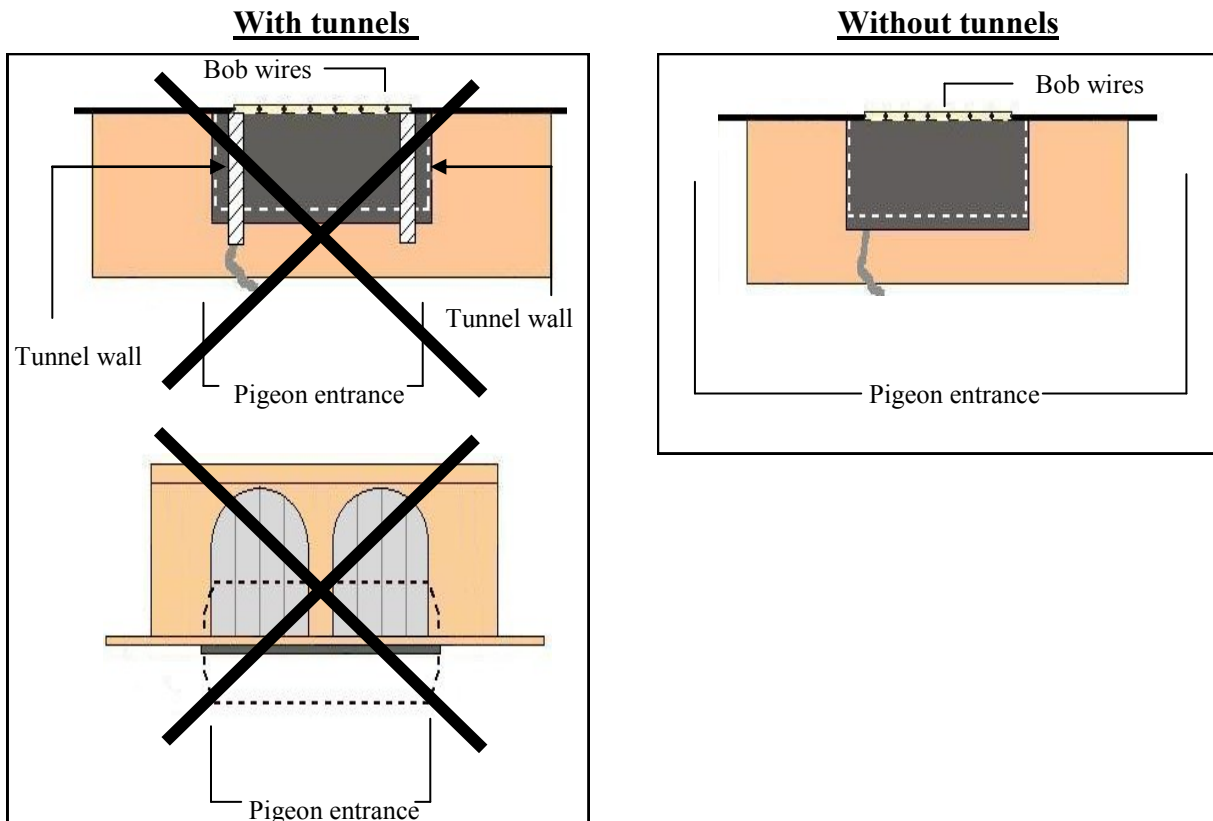 With tunnels
Bob wires
Tunnel wall
Tunnel wall
Pigeon entrance
Pigeon entrance
Without tunnels
Bob wires
Pigeon entrance